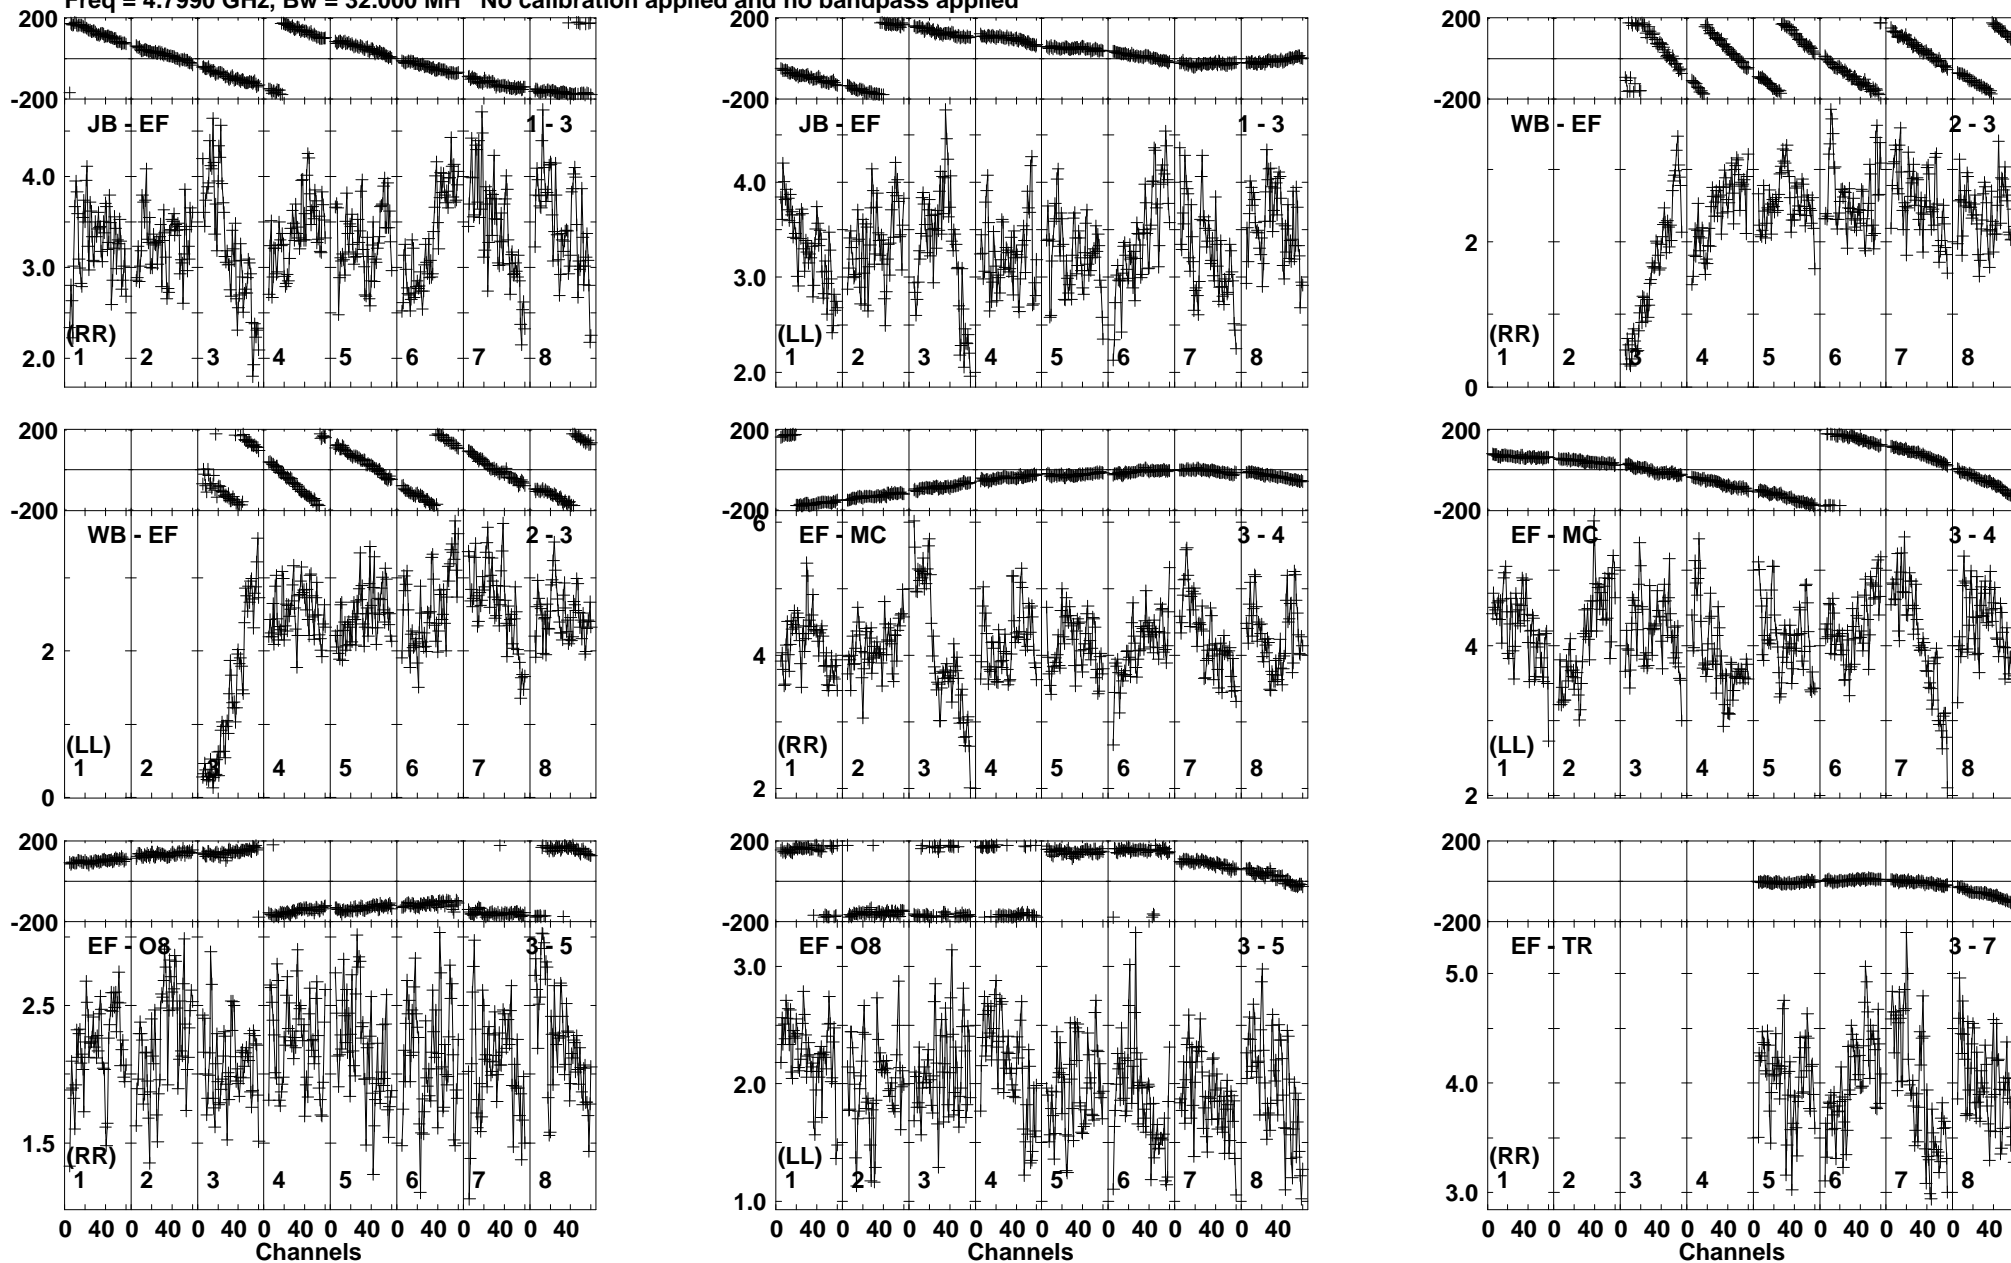 Freq = 4.7990 GHz, Bw = 32.000 MH No calibration applied and no bandpass applied
200 200 200
-200 -200 -200
JB - EF 1 - 3 JB - EF 1 - 3 WB - EF 2 - 3
4.0 4.0
3.0 3.0 2
(RR) (LL) (RR)
2.0 2.0 0
1 2 3 4 5 6 7 8 1 2 3 4 5 6 7 8 1 2 3 4 5 6 7 8
200 200 200
-200 -200 -200
WB - EF 2 - 3 EF - MC 3 - 4 EF - MC 3 - 4
6
2 4 4
(LL) (RR) (LL)
1 2 3 4 5 6 7 8 1 2 3 4 5 6 7 8 1 2 3 4 5 6 7 8
0 2 2
200 200 200
-200 -200 -200
EF - O8 3 - 5 EF - O8 3 - 5 EF - TR 3 - 7
2.5 3.0 5.0
2.0 4.0
1.5
(RR) (LL) (RR)
1 2 3 4 5 6 7 8 1 2 3 4 5 6 7 8 1 2 3 4 5 6 7 8
1.0 3.0
0 40 0 40 0 40 0 40 0 40 0 40 0 40 0 40 0 40 0 40 0 40 0 40 0 40 0 40 0 40 0 40 0 40 0 40 0 40 0 40 0 40 0 40 0 40 0 40
Channels Channels Channels